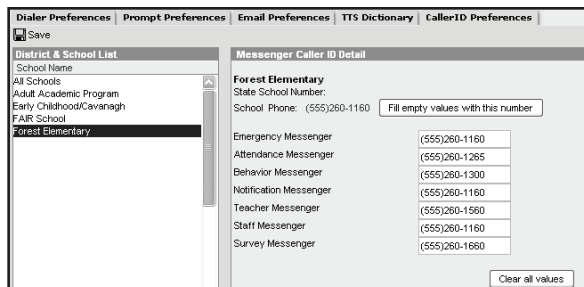 Dialer Preferences Prompt Preferences Email Preferences TTS Dictionary CallerID Preferences
Save
District & School List
School Name
All Schools
Adult Academic Program
Early Childhood/Cavanagh
FAIR School
Forest Elementary
Messenger Caller ID Detail
Forest Elementary
State School Number:
School Phone: (555)260-1160 Fill empty values with this number
Emergency Messenger (555)260-1160
Attendance Messenger (555)260-1265
Behavior Messenger (555)260-1300
Notification Messenger (555)260-1160
Teacher Messenger (555)260-1560
Staff Messenger (555)260-1160
Survey Messenger (555)260-1660
Clear all values